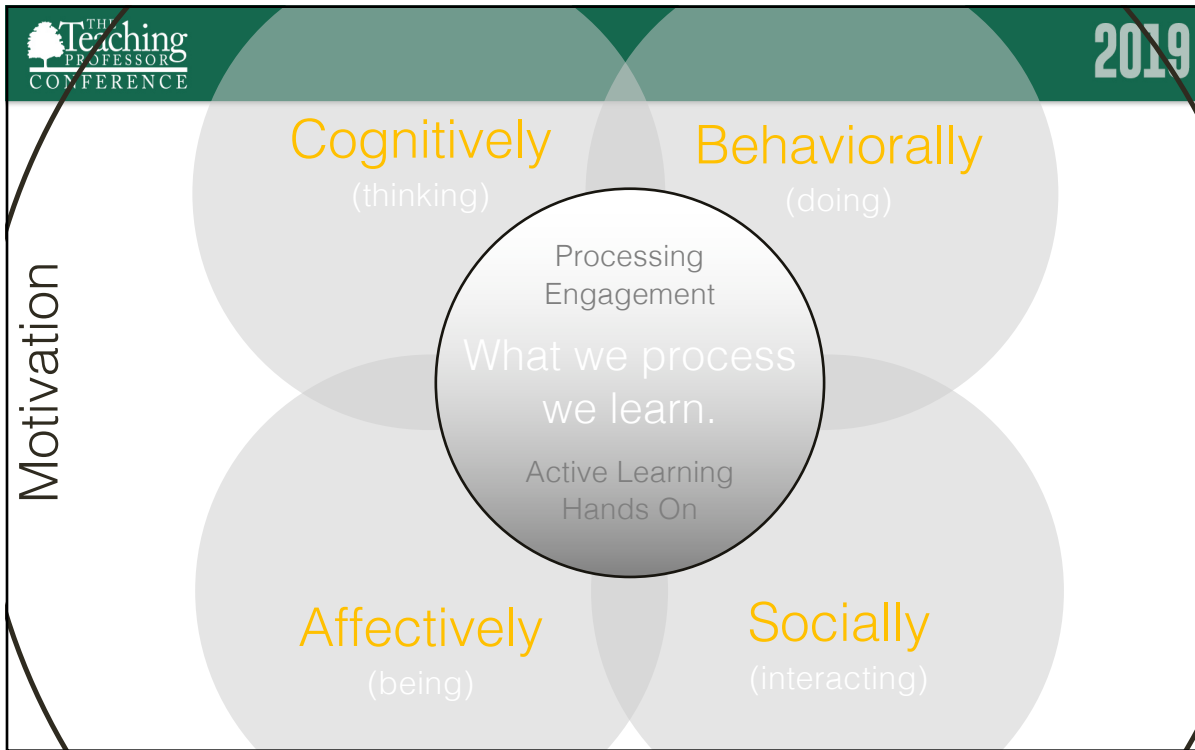 THE
Teaching
PROFESSOR
CONFERENCE
2019
Cognitively
(thinking)
Behaviorally
(doing)
Motivation
Processing
Engagement
What we process
we learn.
Active Learning
Hands On
Affectively
(being)
Socially
(interacting)